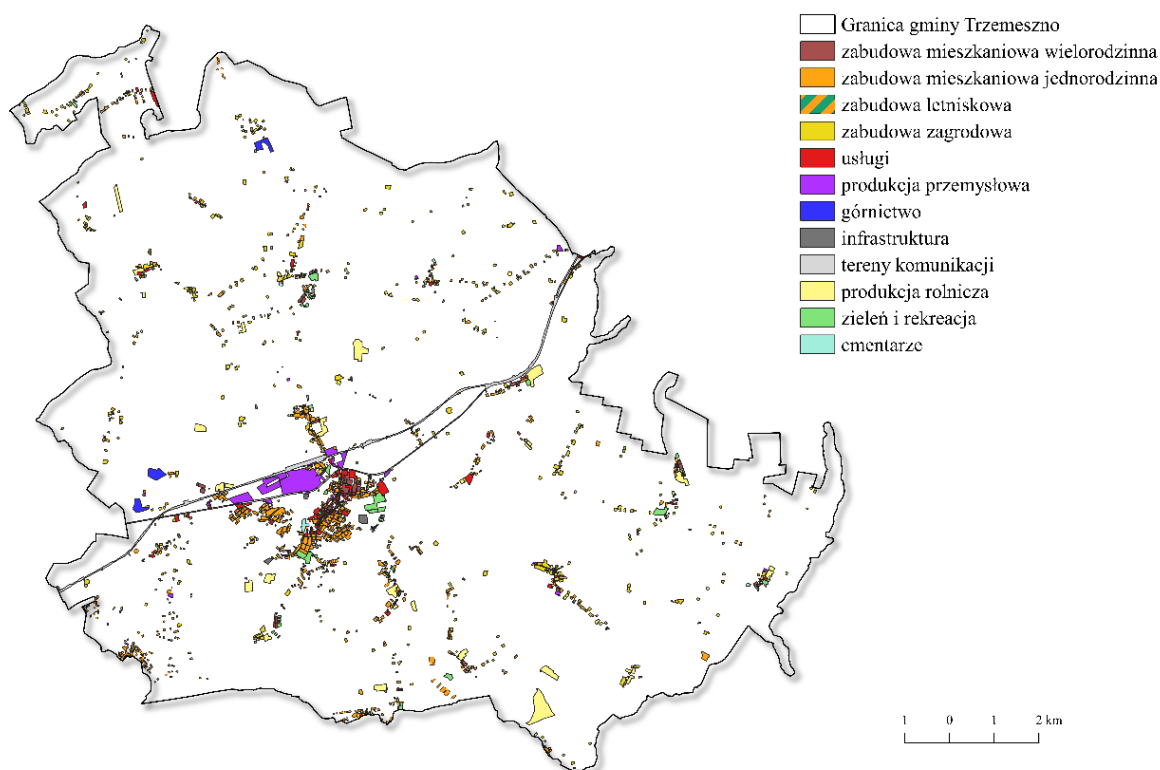 Granica gminy Trzemeszno
zabudowa mieszkaniowa wielorodzinna
zabudowa mieszkaniowa jednorodzinna
zabudowa letniskowa
zabudowa zagrodowa
usługi
produkcja przemysłowa
górnictwo
infrastruktura
tereny komunikacji
produkcja rolnicza
zieleń i rekreacja
cmentarze
1 0 1 2 km